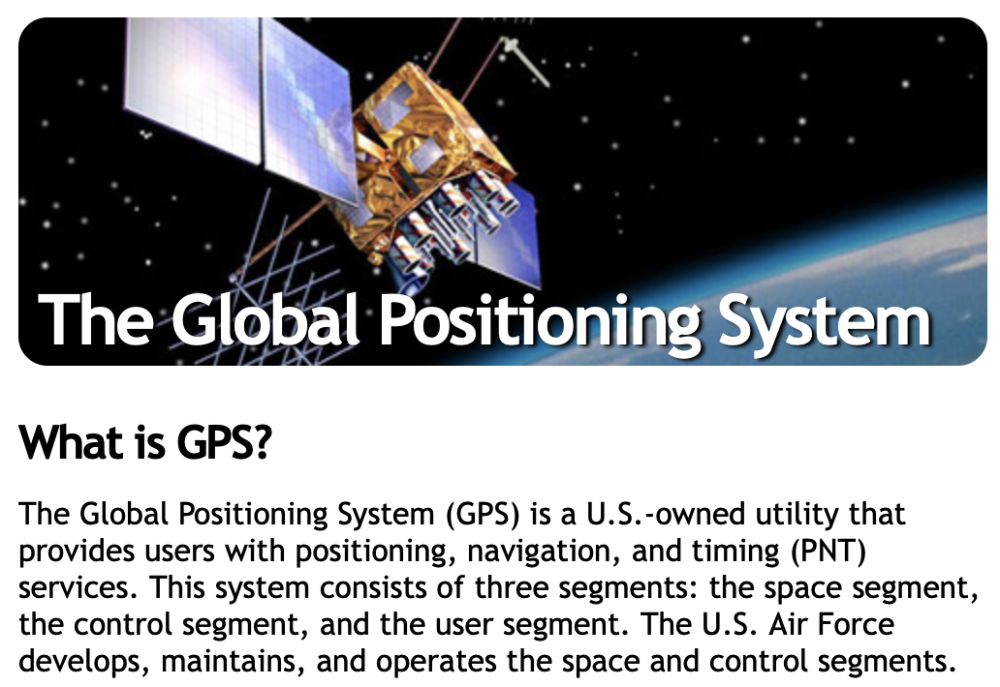 The Global Positioning System
What is GPS?
The Global Positioning System (GPS) is a U.S.-owned utility that
provides users with positioning, navigation, and timing (PNT)
services. This system consists of three segments: the space segment,
the control segment, and the user segment. The U.S. Air Force
develops, maintains, and operates the space and control segments.